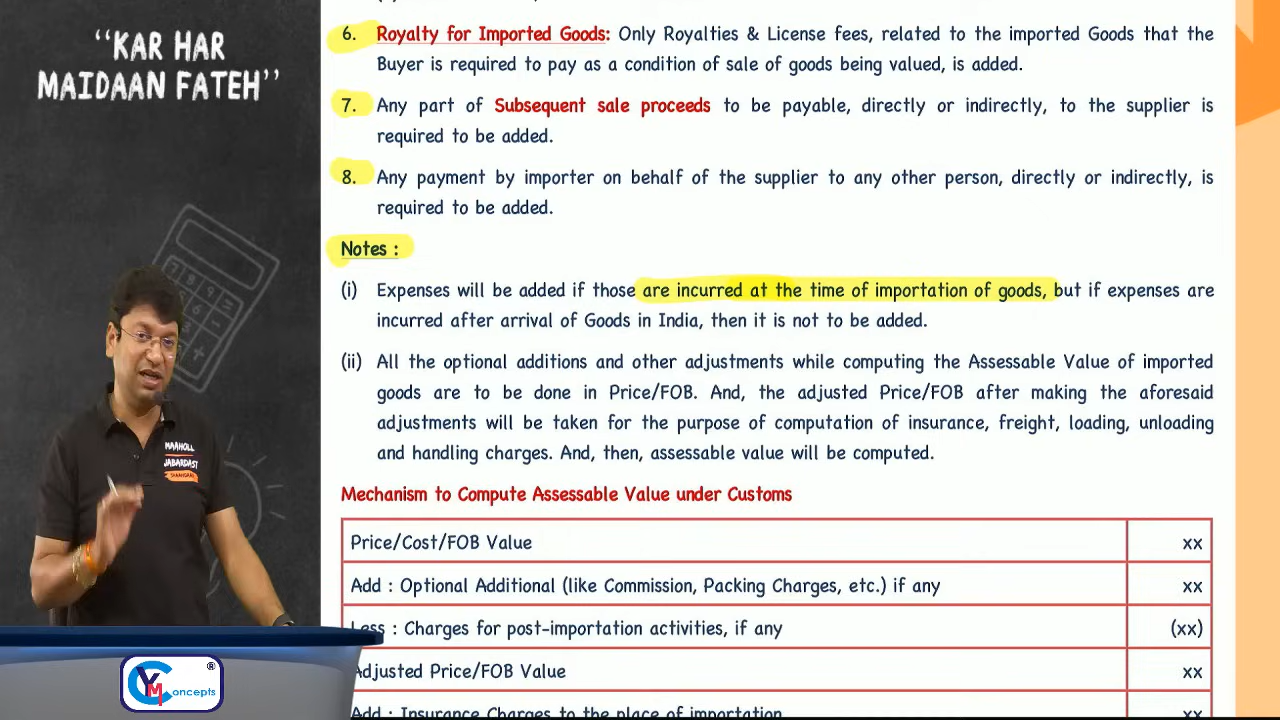 “KAR HAR
MAIDAAN FATEH”
6. Royalty for Imported Goods: Only Royalties & License fees, related to the imported Goods that the
Buyer is required to pay as a condition of sale of goods being valued, is added.
7. Any part of Subsequent sale proceeds to be payable, directly or indirectly, to the supplier is
required to be added.
8. Any payment by importer on behalf of the supplier to any other person, directly or indirectly, is
required to be added.
Notes :
(i) Expenses will be added if those are incurred at the time of importation of goods, but if expenses are
incurred after arrival of Goods in India, then it is not to be added.
(ii) All the optional additions and other adjustments while computing the Assessable Value of imported
goods are to be done in Price/FOB. And, the adjusted Price/FOB after making the aforesaid
adjustments will be taken for the purpose of computation of insurance, freight, loading, unloading
and handling charges. And, then, assessable value will be computed.
Mechanism to Compute Assessable Value under Customs
Price/Cost/FOB Value xx
Add : Optional Additional (like Commission, Packing Charges, etc.) if any xx
Less : Charges for post-importation activities, if any (xx)
Adjusted Price/FOB Value xx
Add : Insurance Charges to the place of importation xx
MAAHOLL
JABARDAST
YM Concepts ®